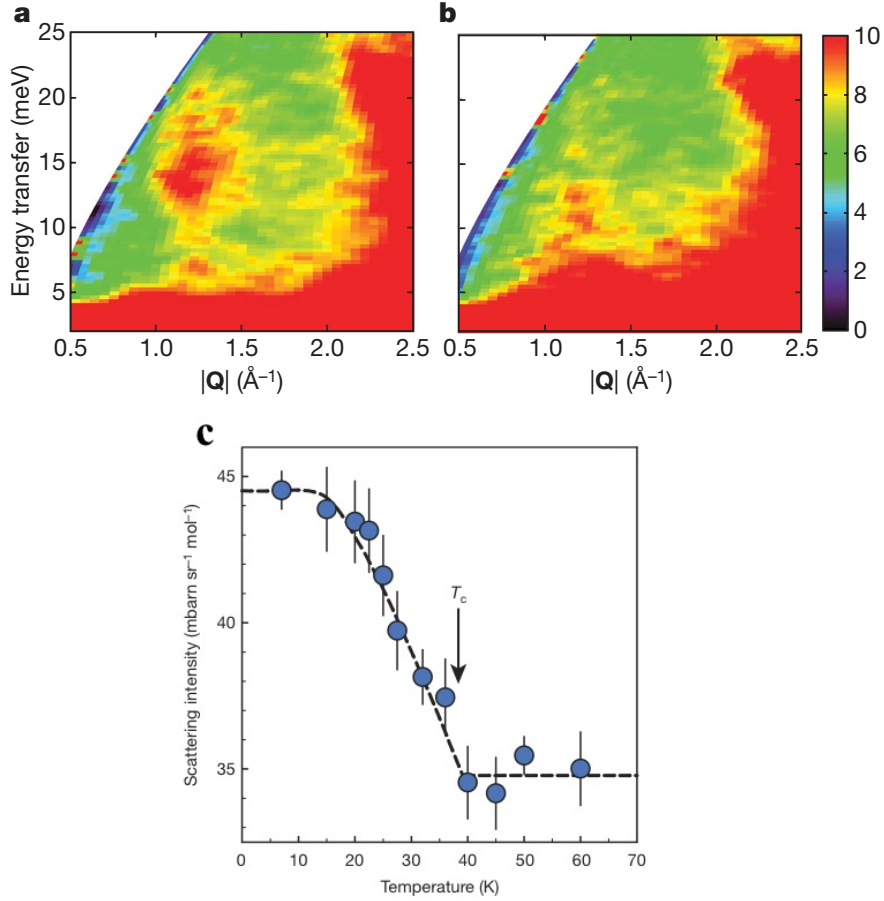 a
b
25
20
15
10
5
Energy transfer (meV)
0.5 1.0 1.5 2.0 2.5
|Q| (Å⁻¹)
0.5 1.0 1.5 2.0 2.5
|Q| (Å⁻¹)
10
8
6
4
2
0
c
45
40
35
Scattering intensity (mbarn sr⁻¹ mol⁻¹)
Tc
0 10 20 30 40 50 60 70
Temperature (K)